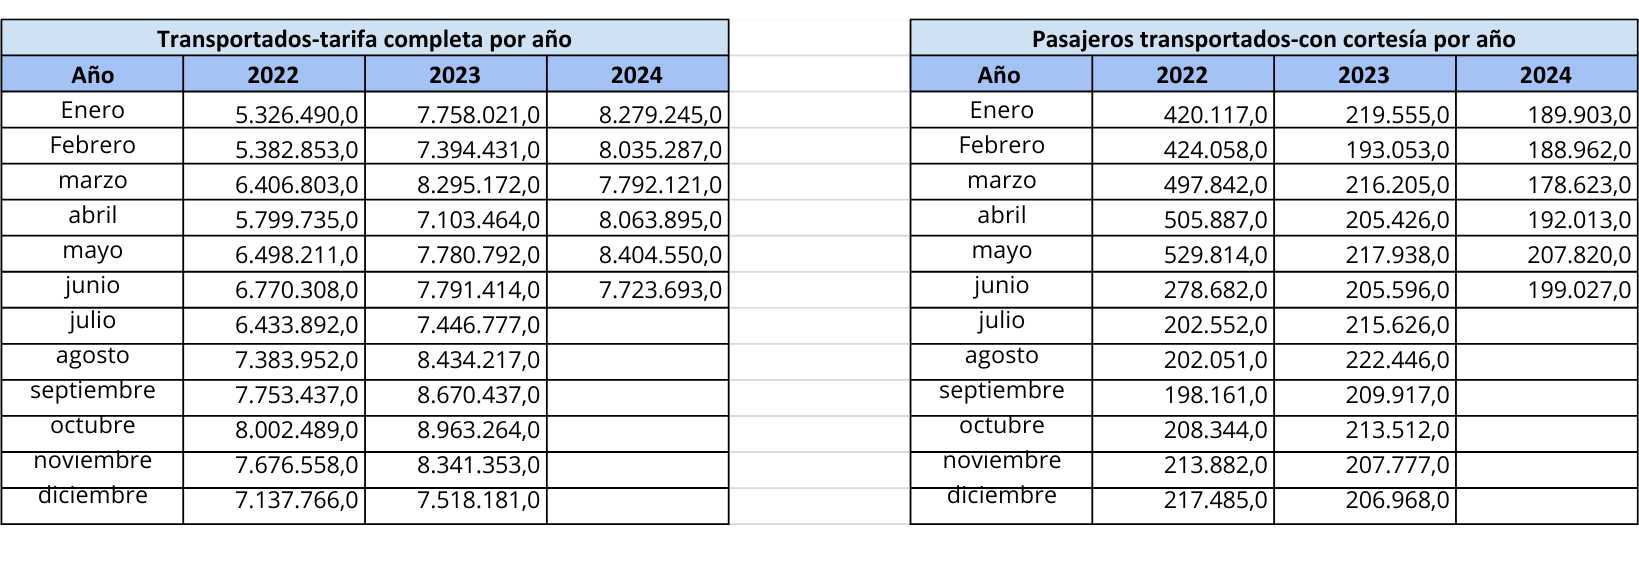 Transportados-tarifa completa por año
Año 2022 2023 2024
Enero 5.326.490,0 7.758.021,0 8.279.245,0
Febrero 5.382.853,0 7.394.431,0 8.035.287,0
marzo 6.406.803,0 8.295.172,0 7.792.121,0
abril 5.799.735,0 7.103.464,0 8.063.895,0
mayo 6.498.211,0 7.780.792,0 8.404.550,0
junio 6.770.308,0 7.791.414,0 7.723.693,0
julio 6.433.892,0 7.446.777,0
agosto 7.383.952,0 8.434.217,0
septiembre 7.753.437,0 8.670.437,0
octubre 8.002.489,0 8.963.264,0
noviembre 7.676.558,0 8.341.353,0
diciembre 7.137.766,0 7.518.181,0
Pasajeros transportados-con cortesía por año
Año 2022 2023 2024
Enero 420.117,0 219.555,0 189.903,0
Febrero 424.058,0 193.053,0 188.962,0
marzo 497.842,0 216.205,0 178.623,0
abril 505.887,0 205.426,0 192.013,0
mayo 529.814,0 217.938,0 207.820,0
junio 278.682,0 205.596,0 199.027,0
julio 202.552,0 215.626,0
agosto 202.051,0 222.446,0
septiembre 198.161,0 209.917,0
octubre 208.344,0 213.512,0
noviembre 213.882,0 207.777,0
diciembre 217.485,0 206.968,0